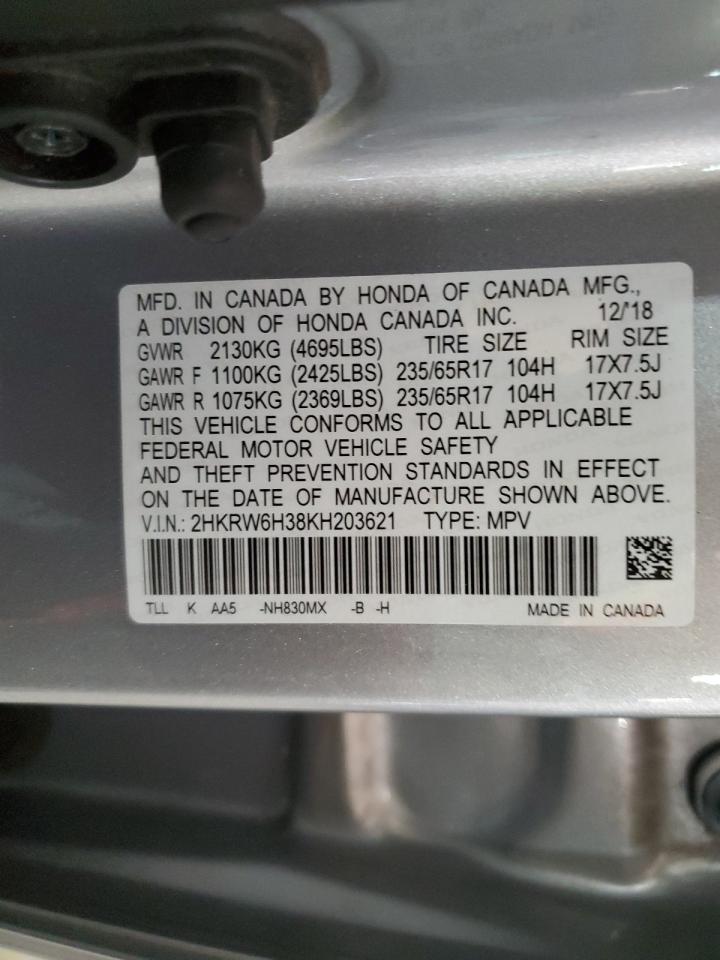 MFD. IN CANADA BY HONDA OF CANADA MFG.,
A DIVISION OF HONDA CANADA INC. 12/'18
GVWR 2130KG (4695LBS) TIRE SIZE RIM SIZE
GAWR F 1100KG (2425LBS) 235/65R17 104H 17X7.5J
GAWR R 1075KG (2369LBS) 235/65R17 104H 17X7.5J
THIS VEHICLE CONFORMS TO ALL APPLICABLE
FEDERAL MOTOR VEHICLE SAFETY
AND THEFT PREVENTION STANDARDS IN EFFECT
ON THE DATE OF MANUFACTURE SHOWN ABOVE.
V.I.N.: 2HKRW6H38KH203621 TYPE: MPV
TLL K AA5 -NH830MX -B -H MADE IN CANADA